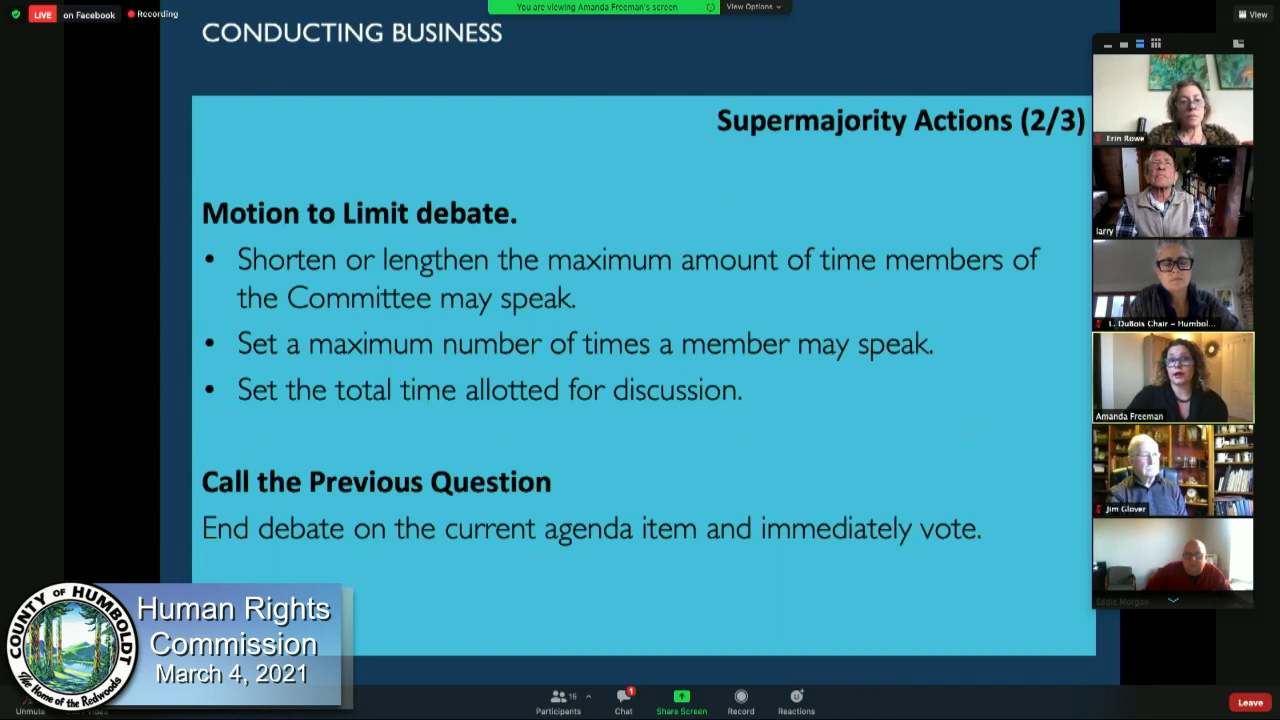 LIVE on Facebook
Recording
You are viewing Amanda Freeman's screen
View Options
View
CONDUCTING BUSINESS
Supermajority Actions (2/3)
Motion to Limit debate.
• Shorten or lengthen the maximum amount of time members of
the Committee may speak.
• Set a maximum number of times a member may speak.
• Set the total time allotted for discussion.
Call the Previous Question
End debate on the current agenda item and immediately vote.
Erin Rowe
larry
L. DuBois Chair – Humbol...
Amanda Freeman
Jim Glover
Eddie Morgan
COUNTY OF HUMBOLDT
The Home of the Redwoods
Human Rights
Commission
March 4, 2021
Unmute
Participants
16
Chat
1
Share Screen
Record
Reactions
Leave